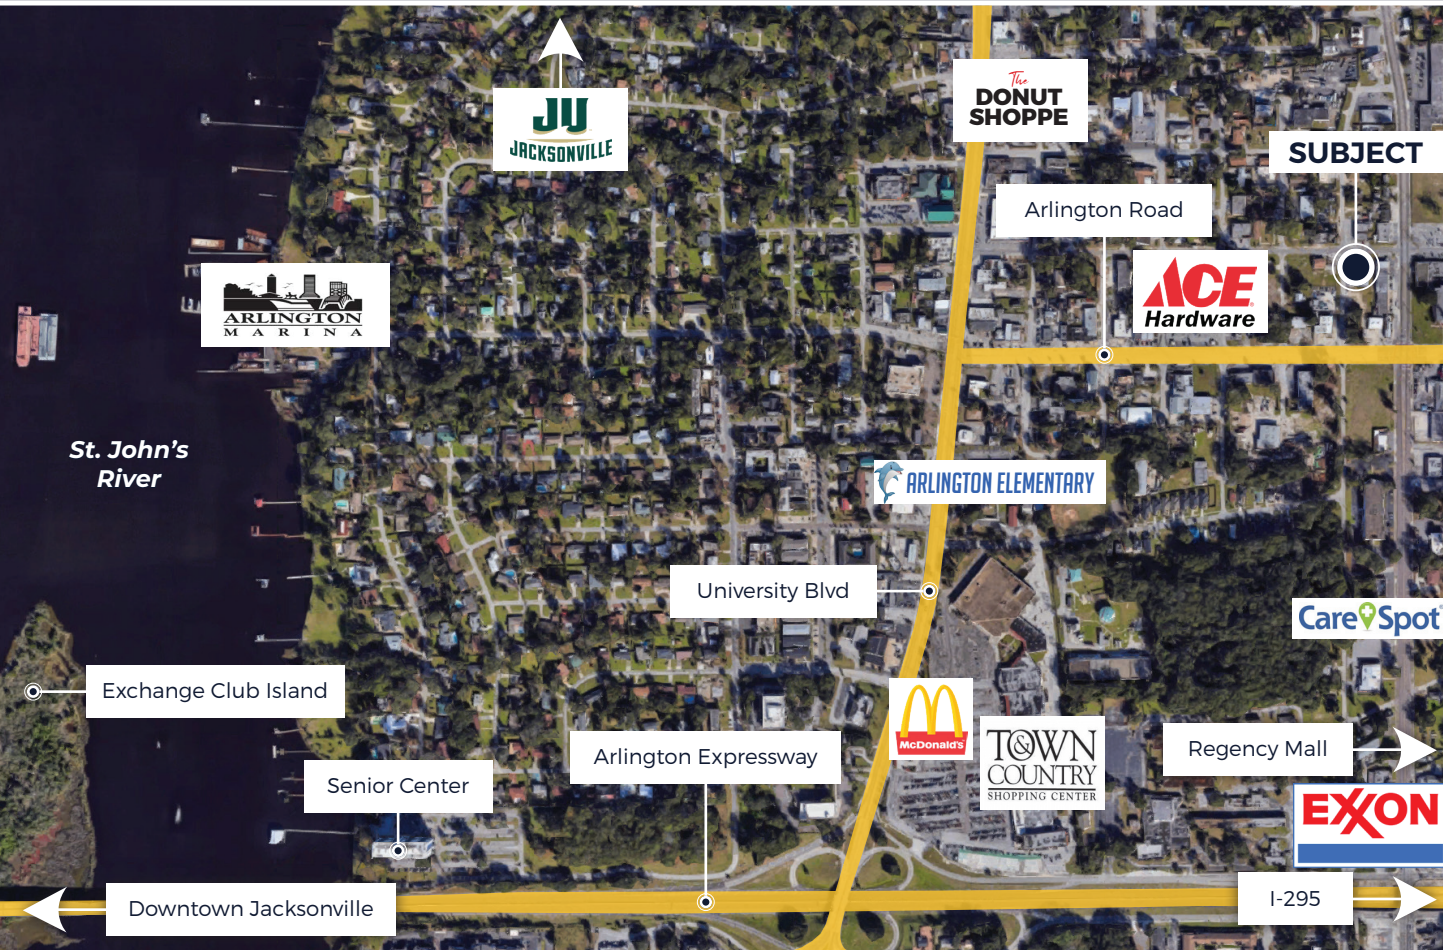 The
DONUT
SHOPPE
JU
JACKSONVILLE
SUBJECT
Arlington Road
ACE
Hardware
ARLINGTON
MARINA
St. John's
River
ARLINGTON ELEMENTARY
University Blvd
CareSpot
Exchange Club Island
McDonald's
TOWN
&
COUNTRY
SHOPPING CENTER
Arlington Expressway
Regency Mall
Senior Center
EXXON
Downtown Jacksonville
I-295